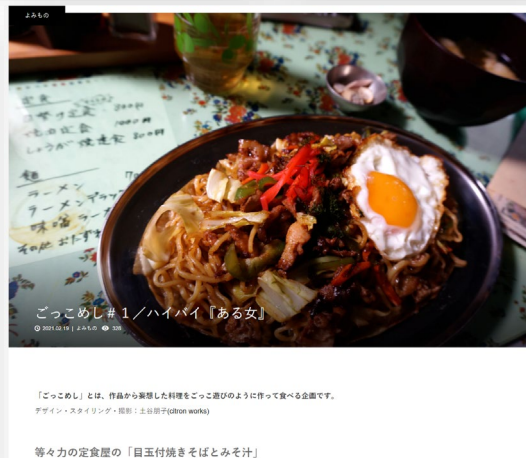 よみもの
定食
ラーメン
ごっこめし＃１／ハイパイ『ある女』
2021.02.19 | よみもの 326
「ごっこめし」とは、作品から妄想した料理をごっこ遊びのように作って食べる企画です。
デザイン・スタイリング・撮影：土谷朋子(citron works)
等々力の定食屋の「目玉付焼きそばとみそ汁」